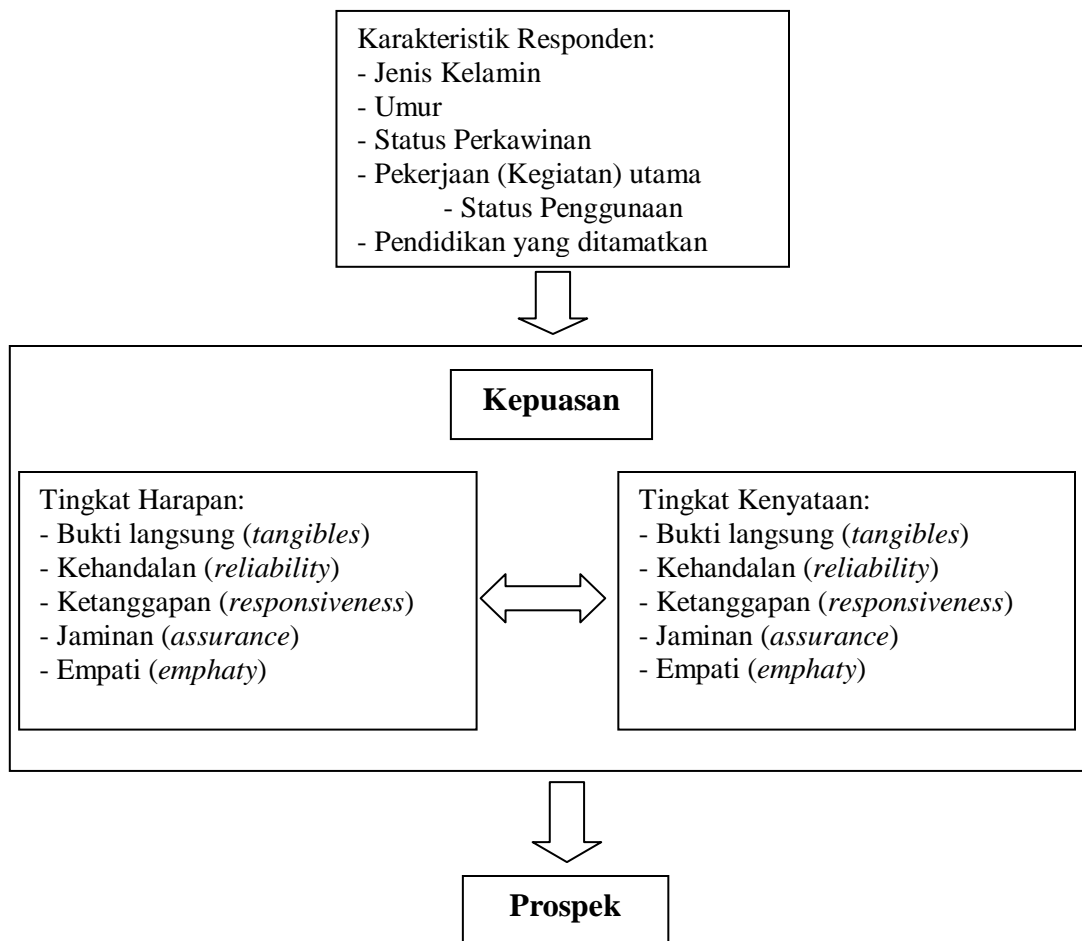 Karakteristik Responden:
- Jenis Kelamin
- Umur
- Status Perkawinan
- Pekerjaan (Kegiatan) utama
- Status Penggunaan
- Pendidikan yang ditamatkan
Kepuasan
Tingkat Harapan:
- Bukti langsung (tangibles)
- Kehandalan (reliability)
- Ketanggapan (responsiveness)
- Jaminan (assurance)
- Empati (emphaty)
Tingkat Kenyataan:
- Bukti langsung (tangibles)
- Kehandalan (reliability)
- Ketanggapan (responsiveness)
- Jaminan (assurance)
- Empati (emphaty)
Prospek